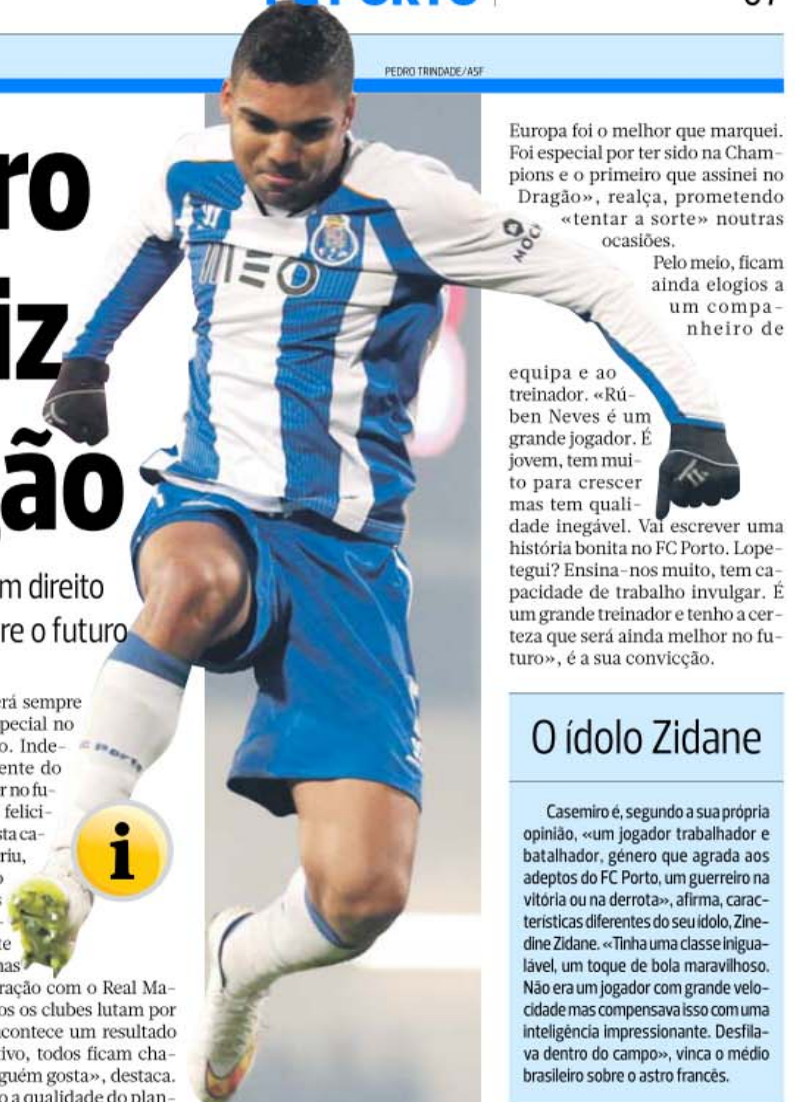 PEDRO TRINDADE/ASF
ro
iz
ão
m direito
re o futuro
erá sempre
pecial no
o. Inde-
ente do
r no fu-
felici-
sta ca-
riu,
o
te
nas
ração com o Real Ma-
os os clubes lutam por
acontece um resultado
tivo, todos ficam cha-
guém gosta», destaca.
o a qualidade do plan-
MEO
MOCH
FC Porto
i
Europa foi o melhor que marquei.
Foi especial por ter sido na Cham-
pions e o primeiro que assinei no
Dragão», realça, prometendo
«tentar a sorte» noutras
ocasiões.
Pelo meio, ficam
ainda elogios a
um compa-
nheiro de
equipa e ao
treinador. «Rú-
ben Neves é um
grande jogador. É
jovem, tem mui-
to para crescer
mas tem quali-
dade inegável. Vai escrever uma
história bonita no FC Porto. Lope-
tegui? Ensina-nos muito, tem ca-
pacidade de trabalho invulgar. É
um grande treinador e tenho a cer-
teza que será ainda melhor no fu-
turo», é a sua convicção.
O ídolo Zidane
Casemiro é, segundo a sua própria
opinião, «um jogador trabalhador e
batalhador, género que agrada aos
adeptos do FC Porto, um guerreiro na
vitória ou na derrota», afirma, carac-
terísticas diferentes do seu ídolo, Zine-
dine Zidane. «Tinha uma classe inigua-
lável, um toque de bola maravilhoso.
Não era um jogador com grande velo-
cidade mas compensava isso com uma
inteligência impressionante. Desfila-
va dentro do campo», vinca o médio
brasileiro sobre o astro francês.